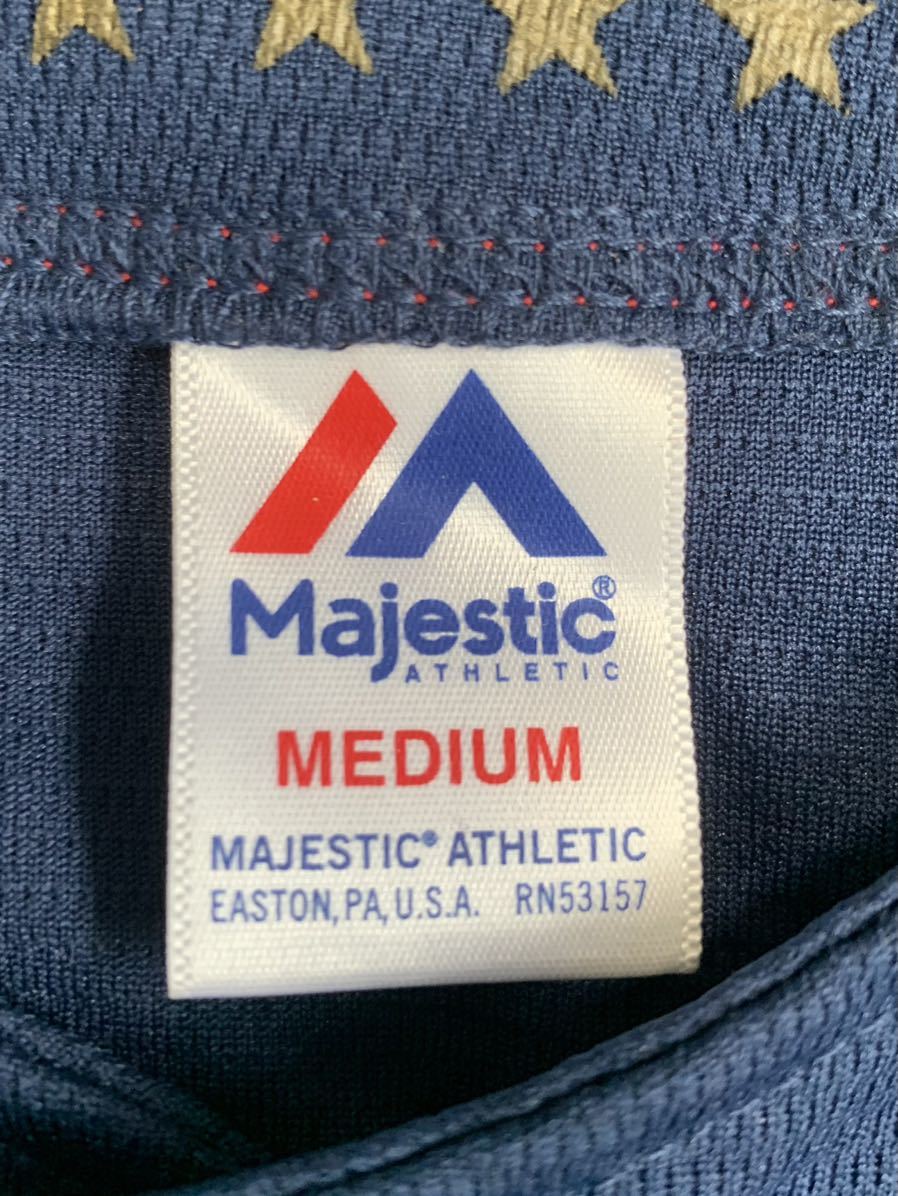 Majestic®
ATHLETIC
MEDIUM
MAJESTIC® ATHLETIC
EASTON, PA, U.S.A. RN53157